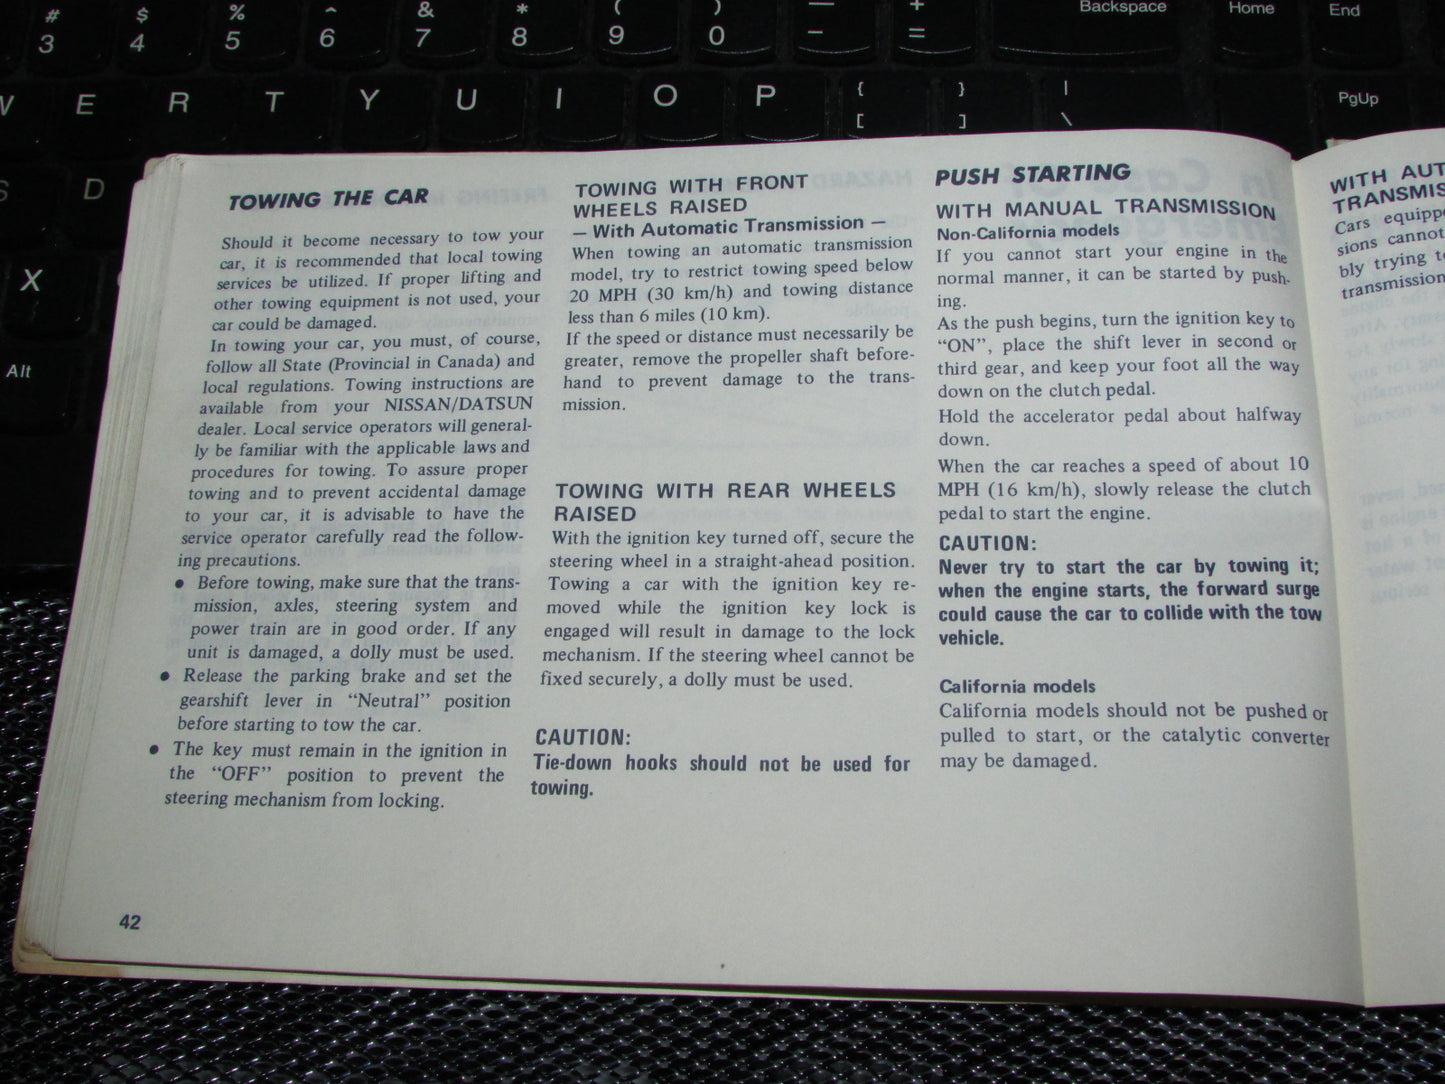 # $ % ^ & * ( ) — + Backspace Home End
3 4 5 6 7 8 9 0 - =
W E R T Y U I O P { } | PgUp
[ ] \
S D
X
Alt
TOWING THE CAR
Should it become necessary to tow your
car, it is recommended that local towing
services be utilized. If proper lifting and
other towing equipment is not used, your
car could be damaged.
In towing your car, you must, of course,
follow all State (Provincial in Canada) and
local regulations. Towing instructions are
available from your NISSAN/DATSUN
dealer. Local service operators will general-
ly be familiar with the applicable laws and
procedures for towing. To assure proper
towing and to prevent accidental damage
to your car, it is advisable to have the
service operator carefully read the follow-
ing precautions.
● Before towing, make sure that the trans-
mission, axles, steering system and
power train are in good order. If any
unit is damaged, a dolly must be used.
● Release the parking brake and set the
gearshift lever in “Neutral” position
before starting to tow the car.
● The key must remain in the ignition in
the “OFF” position to prevent the
steering mechanism from locking.
42
TOWING WITH FRONT
WHEELS RAISED
— With Automatic Transmission —
When towing an automatic transmission
model, try to restrict towing speed below
20 MPH (30 km/h) and towing distance
less than 6 miles (10 km).
If the speed or distance must necessarily be
greater, remove the propeller shaft before-
hand to prevent damage to the trans-
mission.
TOWING WITH REAR WHEELS
RAISED
With the ignition key turned off, secure the
steering wheel in a straight-ahead position.
Towing a car with the ignition key re-
moved while the ignition key lock is
engaged will result in damage to the lock
mechanism. If the steering wheel cannot be
fixed securely, a dolly must be used.
CAUTION:
Tie-down hooks should not be used for
towing.
PUSH STARTING
WITH MANUAL TRANSMISSION
Non-California models
If you cannot start your engine in the
normal manner, it can be started by push-
ing.
As the push begins, turn the ignition key to
“ON”, place the shift lever in second or
third gear, and keep your foot all the way
down on the clutch pedal.
Hold the accelerator pedal about halfway
down.
When the car reaches a speed of about 10
MPH (16 km/h), slowly release the clutch
pedal to start the engine.
CAUTION:
Never try to start the car by towing it;
when the engine starts, the forward surge
could cause the car to collide with the tow
vehicle.
California models
California models should not be pushed or
pulled to start, or the catalytic converter
may be damaged.
WITH AUT
TRANSMIS
Cars equipp
sions cannot
bly trying to
transmission